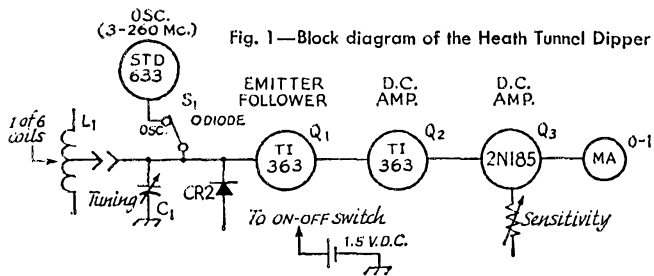 OSC.
(3-260 Mc.)
Fig. 1—Block diagram of the Heath Tunnel Dipper
STD
633
EMITTER
FOLLOWER
D.C.
AMP.
D.C.
AMP.
1 of 6
coils
L1
S1
OSC.
DIODE
Q1
Q2
Q3
0-1
TI
363
TI
363
2N185
MA
Tuning
C1
CR2
TO ON-OFF SWITCH
1.5 V.D.C.
Sensitivity